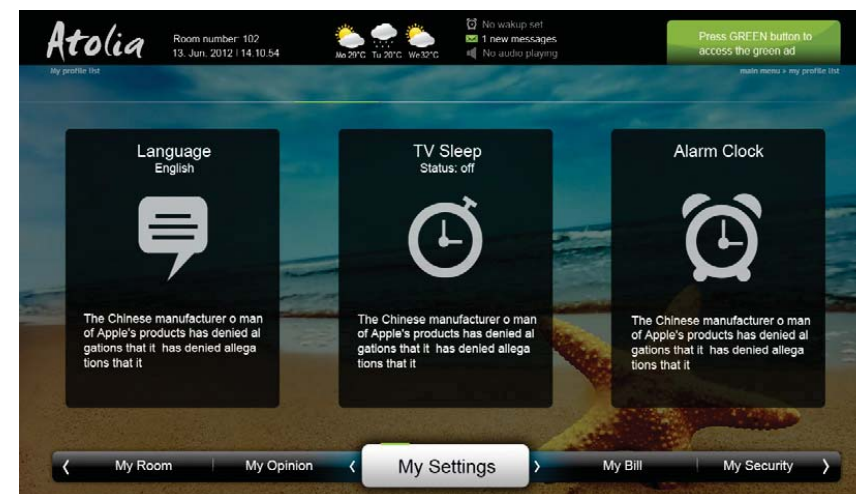 Atolia
Room number: 102
13. Jun. 2012 | 14.10.54
Mo 29°C Tu 20°C We 32°C
No wakup set
1 new messages
No audio playing
Press GREEN button to
access the green ad
My profile list
main menu > my profile list
Language
English
The Chinese manufacturer o man
of Apple's products has denied al
gations that it has denied allega
tions that it
TV Sleep
Status: off
The Chinese manufacturer o man
of Apple's products has denied al
gations that it has denied allega
tions that it
Alarm Clock
The Chinese manufacturer o man
of Apple's products has denied al
gations that it has denied allega
tions that it
My Room My Opinion My Settings My Bill My Security